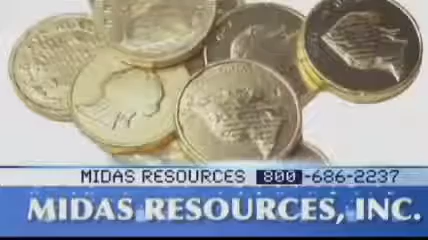 MIDAS RESOURCES 800-686-2237
MIDAS RESOURCES, INC.